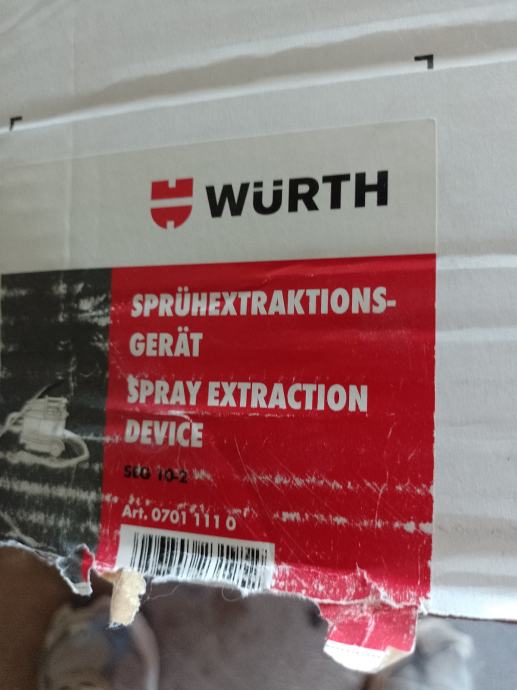 WÜRTH
SPRÜHEXTRAKTIONS-
GERÄT
SPRAY EXTRACTION
DEVICE
SEG 10-2
Art. 0701 111 0